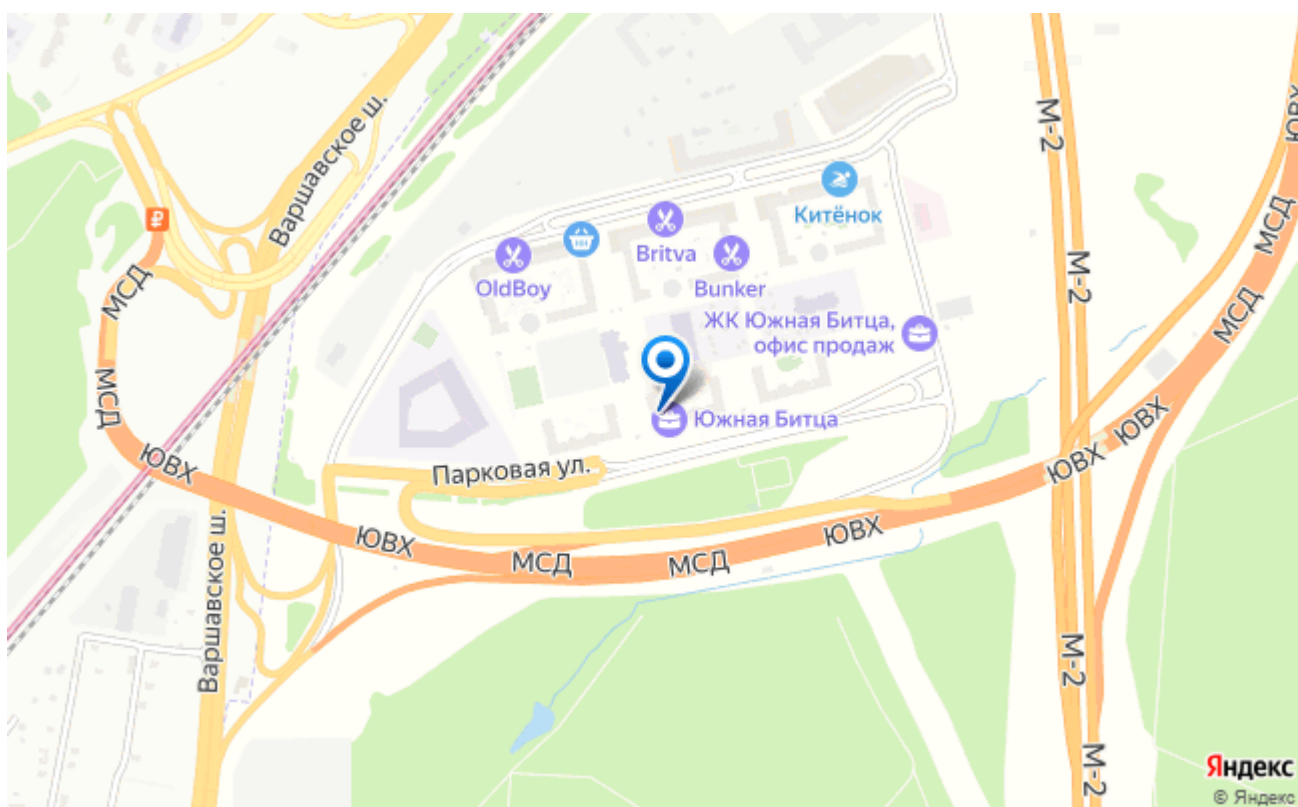 Варшавское ш.
М-2
ЮВХ
МСД
Китёнок
Britva
OldBoy
Bunker
М-2
МСД
МСД
ЖК Южная Битца,
офис продаж
МСД
Южная Битца
ЮВХ
Парковая ул.
ЮВХ
ЮВХ
ЮВХ
ЮВХ
МСД
МСД
Варшавское ш.
М-2
М-2
Яндекс
© Яндекс